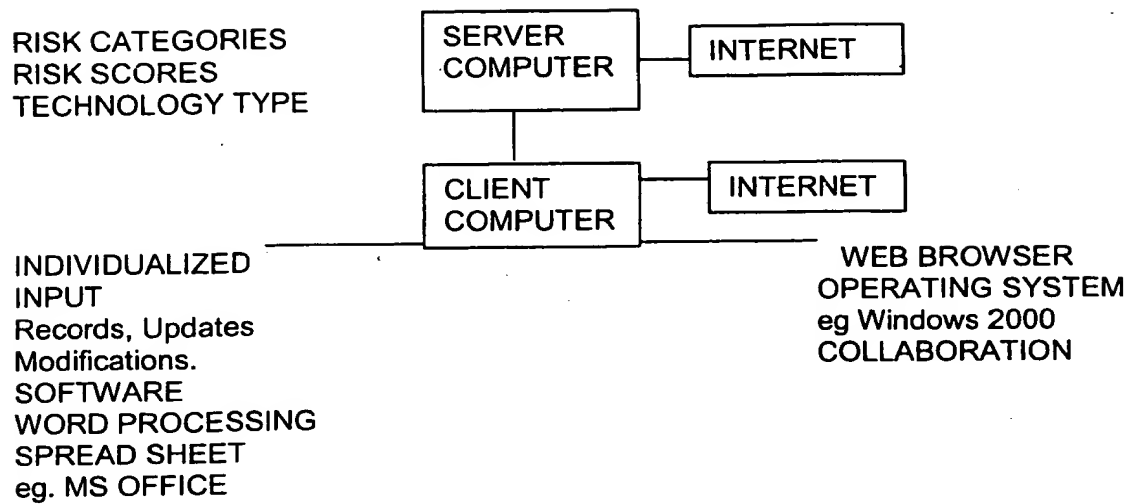 RISK CATEGORIES
RISK SCORES
TECHNOLOGY TYPE
SERVER
COMPUTER
INTERNET
CLIENT
COMPUTER
INTERNET
INDIVIDUALIZED
INPUT
Records, Updates
Modifications.
SOFTWARE
WORD PROCESSING
SPREAD SHEET
eg. MS OFFICE
WEB BROWSER
OPERATING SYSTEM
eg Windows 2000
COLLABORATION